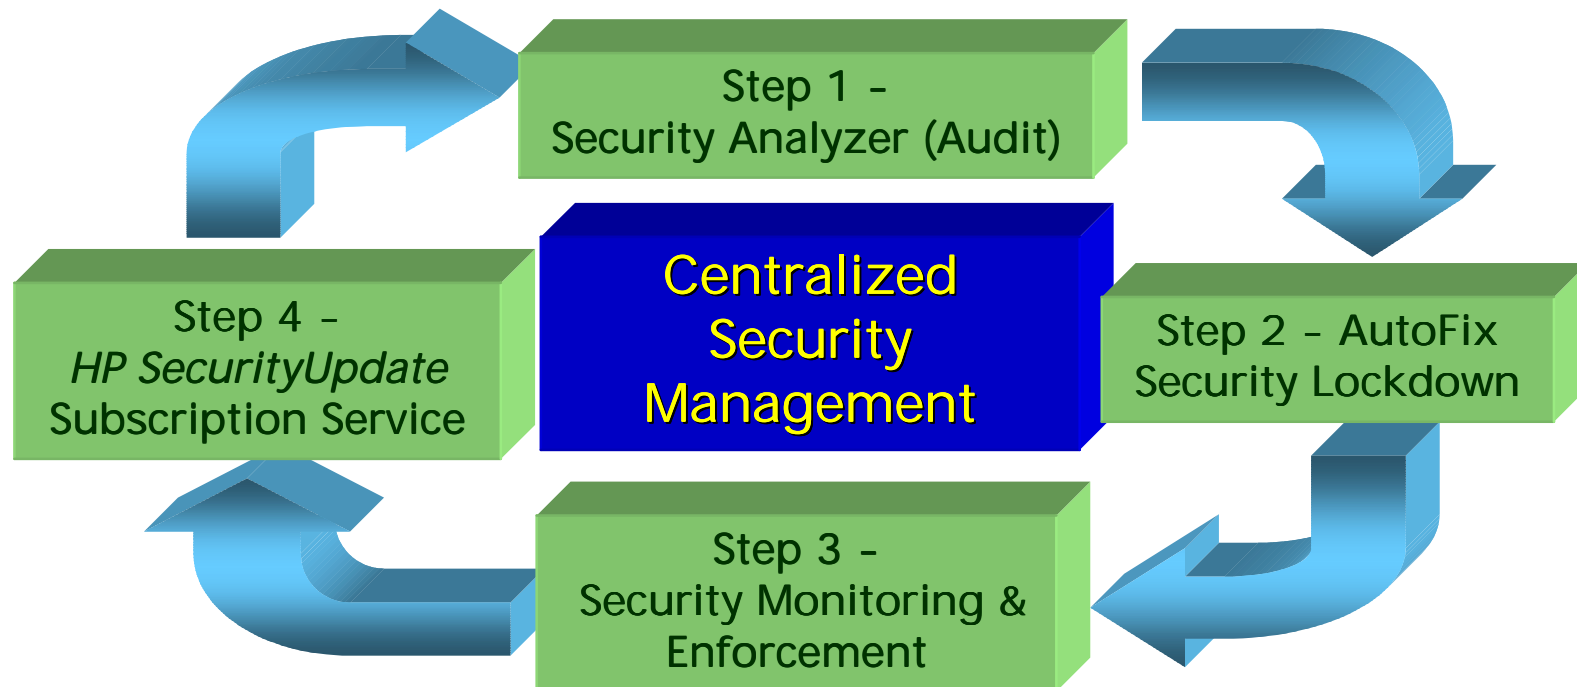 Step 1 –
Security Analyzer (Audit)
Centralized
Security
Management
Step 2 – AutoFix
Security Lockdown
Step 3 –
Security Monitoring &
Enforcement
Step 4 –
HP SecurityUpdate
Subscription Service